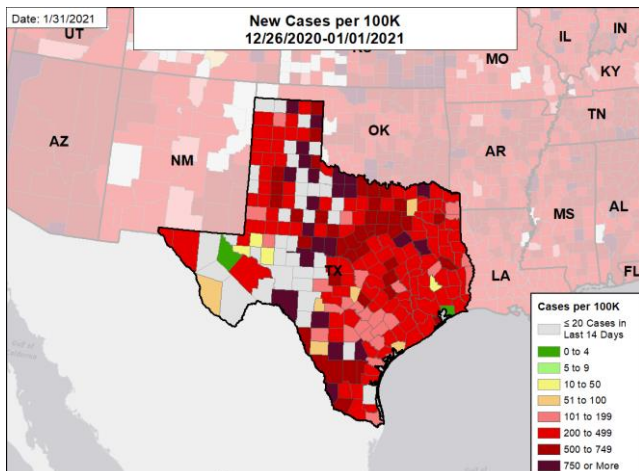 Date: 1/31/2021
New Cases per 100K
12/26/2020-01/01/2021
UT
MO
IL
IN
KY
AZ
NM
OK
AR
TN
MS
AL
LA
FL
TX
Gulf of
California
Cases per 100K
≤ 20 Cases in
Last 14 Days
0 to 4
5 to 9
10 to 50
51 to 100
101 to 199
200 to 499
500 to 749
750 or More